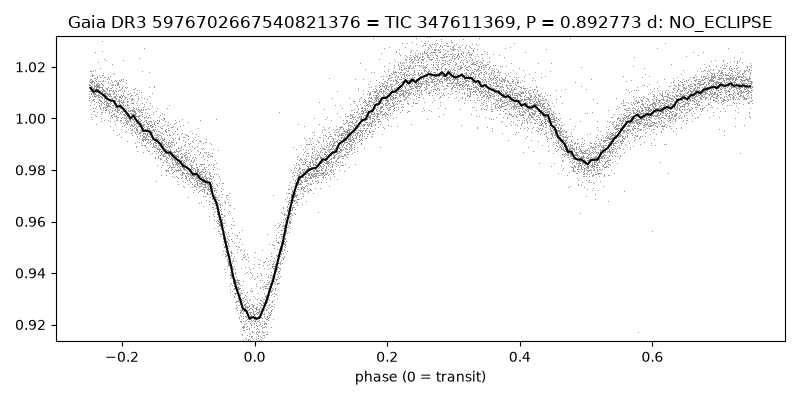 Gaia DR3 5976702667540821376 = TIC 347611369, P = 0.892773 d: NO_ECLIPSE
1.02
1.00
0.98
0.96
0.94
0.92
−0.2 0.0 0.2 0.4 0.6
phase (0 = transit)